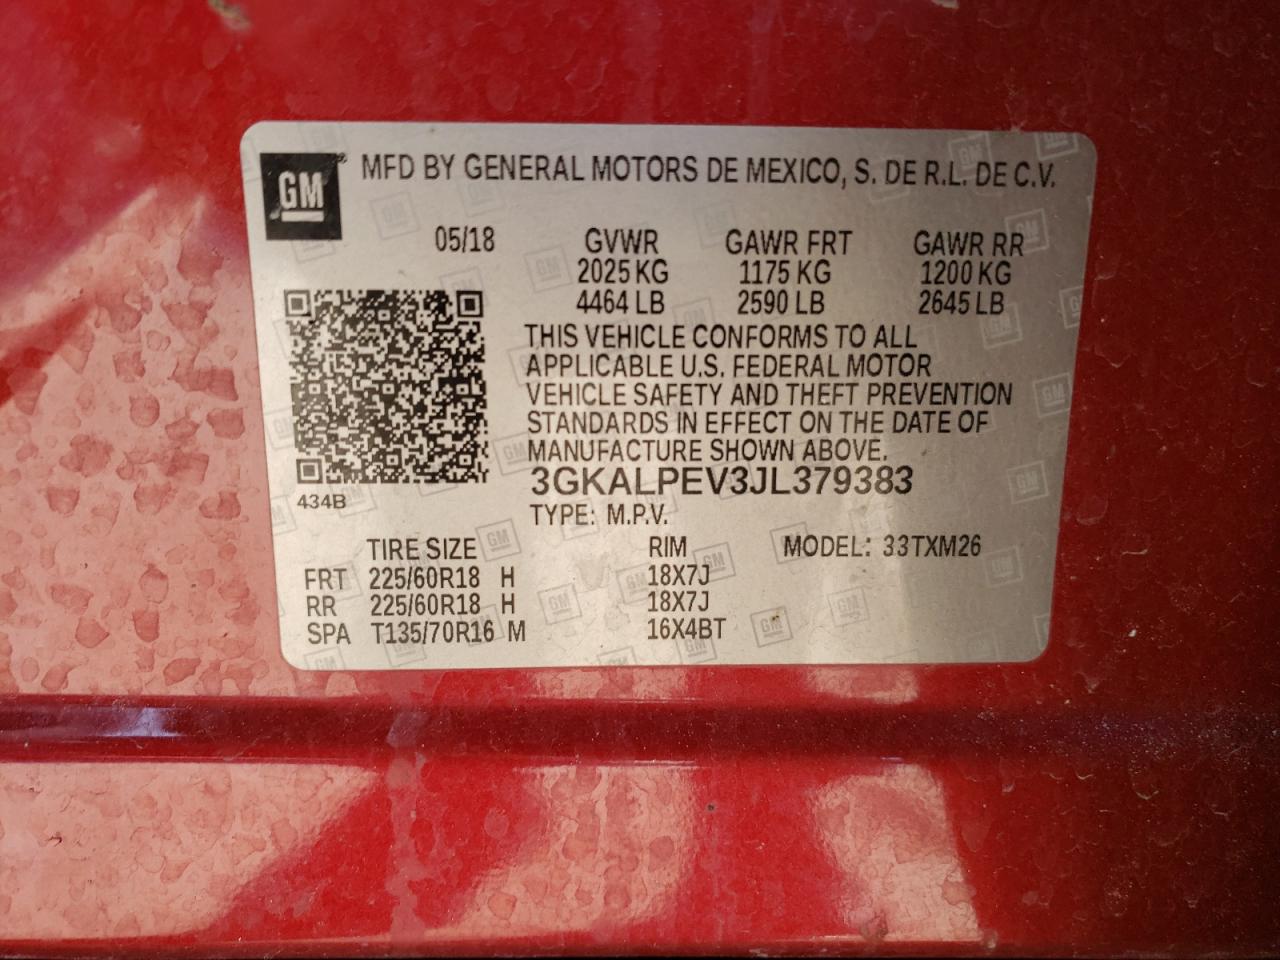 GM MFD BY GENERAL MOTORS DE MEXICO, S. DE R.L. DE C.V.
05/18 GVWR GAWR FRT GAWR RR
2025 KG 1175 KG 1200 KG
4464 LB 2590 LB 2645 LB
THIS VEHICLE CONFORMS TO ALL
APPLICABLE U.S. FEDERAL MOTOR
VEHICLE SAFETY AND THEFT PREVENTION
STANDARDS IN EFFECT ON THE DATE OF
MANUFACTURE SHOWN ABOVE.
3GKALPEV3JL379383
434B
TYPE: M.P.V.
TIRE SIZE RIM MODEL: 33TXM26
FRT 225/60R18 H 18X7J
RR 225/60R18 H 18X7J
SPA T135/70R16 M 16X4BT